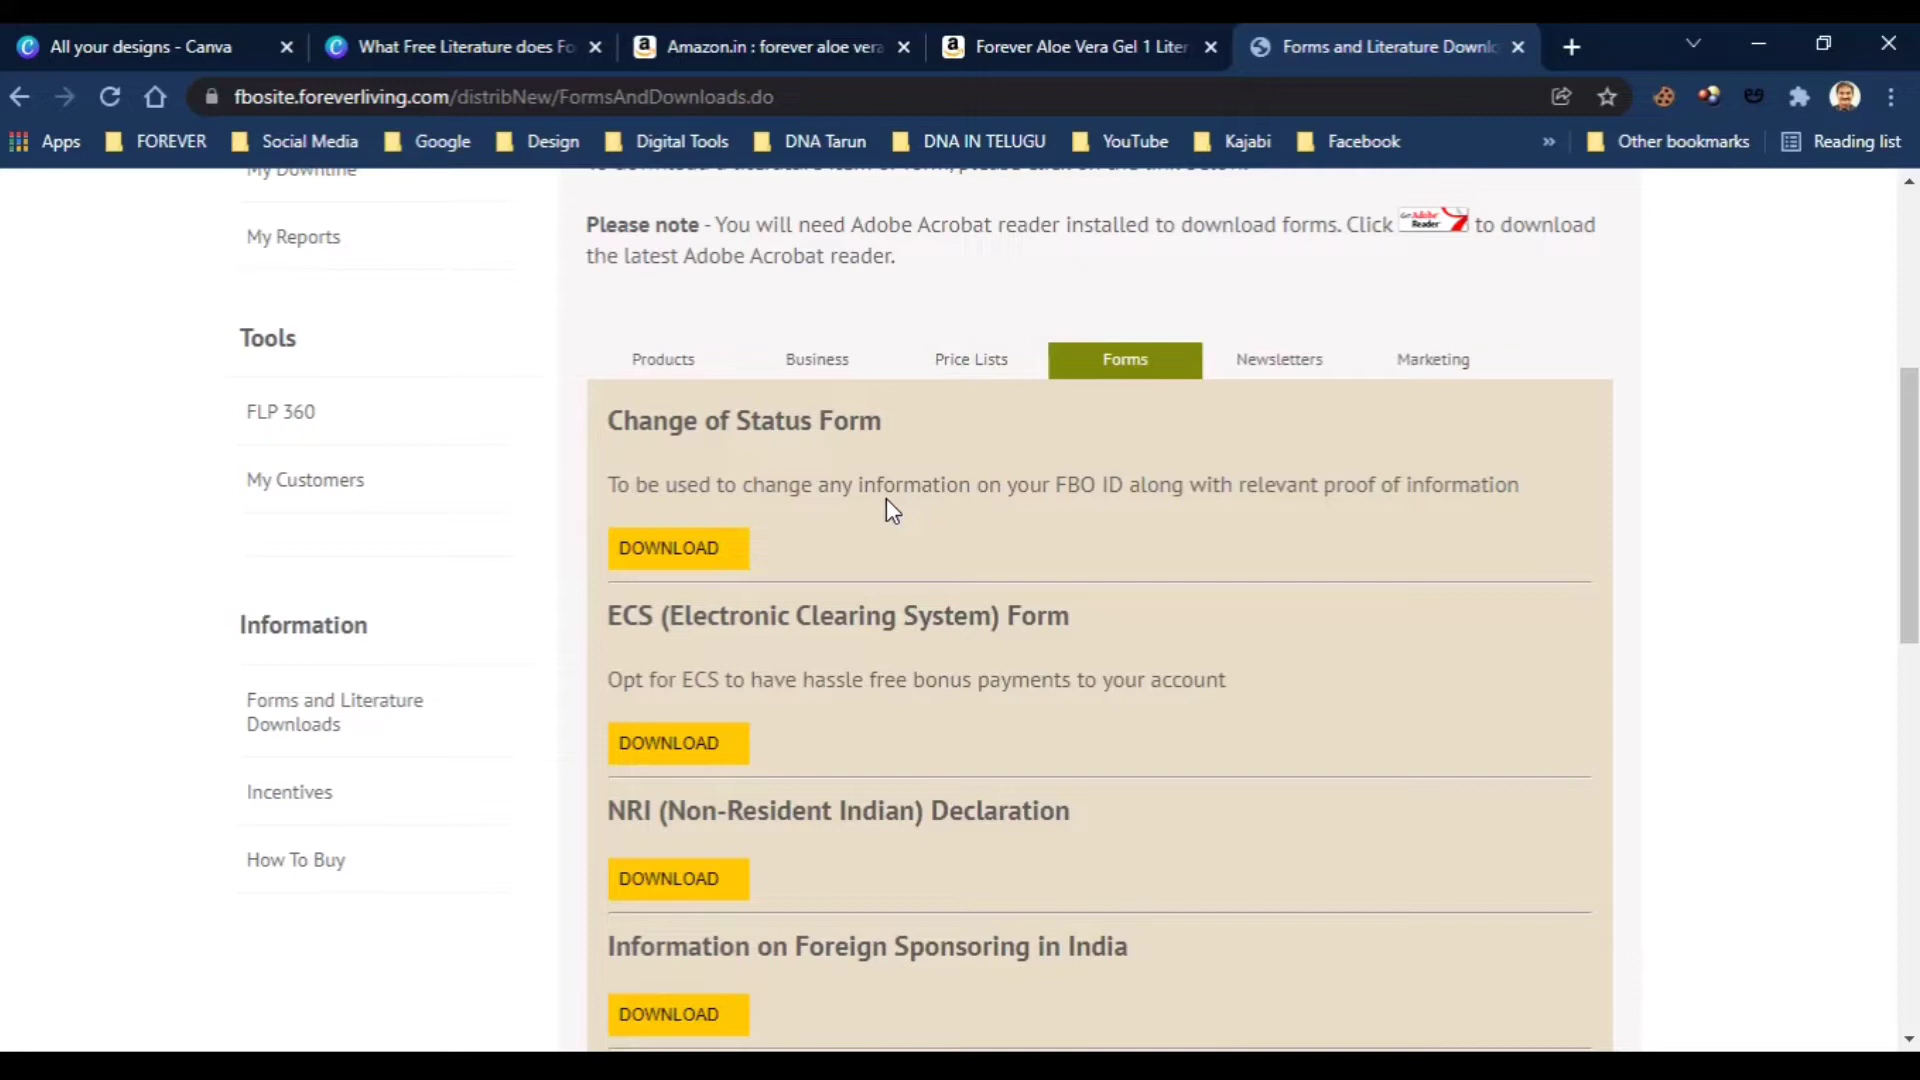 All your designs - Canva
What Free Literature does Fo
Amazon.in : forever aloe vera
Forever Aloe Vera Gel 1 Liter
Forms and Literature Downl
fbosite.foreverliving.com/distribNew/FormsAndDownloads.do
Apps
FOREVER
Social Media
Google
Design
Digital Tools
DNA Tarun
DNA IN TELUGU
YouTube
Kajabi
Facebook
»
Other bookmarks
Reading list
My Downline
My Reports
Tools
FLP 360
My Customers
Information
Forms and Literature
Downloads
Incentives
How To Buy
Please note - You will need Adobe Acrobat reader installed to download forms. Click Get Adobe Reader to download
the latest Adobe Acrobat reader.
Products
Business
Price Lists
Forms
Newsletters
Marketing
Change of Status Form
To be used to change any information on your FBO ID along with relevant proof of information
DOWNLOAD
ECS (Electronic Clearing System) Form
Opt for ECS to have hassle free bonus payments to your account
DOWNLOAD
NRI (Non-Resident Indian) Declaration
DOWNLOAD
Information on Foreign Sponsoring in India
DOWNLOAD